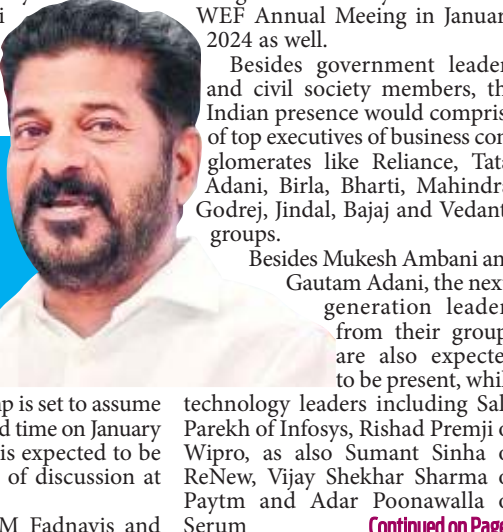 i
WEF Annual Meeing in Januar
2024 as well.
Besides government leader
and civil society members, th
Indian presence would compris
of top executives of business con
glomerates like Reliance, Tat
Adani, Birla, Bharti, Mahindr
Godrej, Jindal, Bajaj and Vedant
groups.
Besides Mukesh Ambani an
Gautam Adani, the nex
generation leader
from their group
are also expecte
to be present, whil
technology leaders including Sal
Parekh of Infosys, Rishad Premji o
Wipro, as also Sumant Sinha o
ReNew, Vijay Shekhar Sharma o
Paytm and Adar Poonawalla o
Serum
Continued on Page
p is set to assume
d time on January
is expected to be
of discussion at
M Fadnavis and